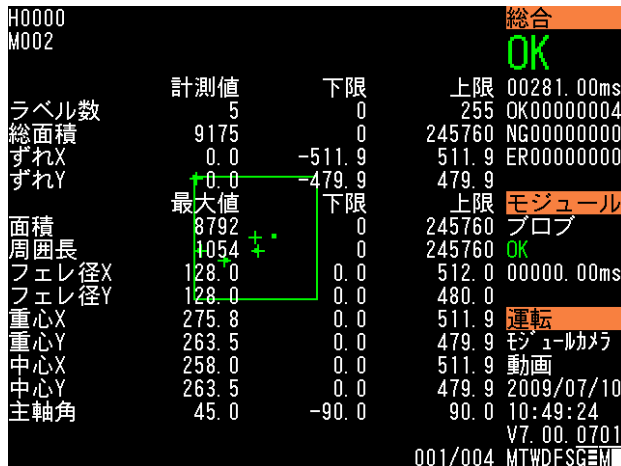 H0000 総合
M002 OK
計測値 下限 上限 00281.00ms
ラベル数 5 0 255 OK00000004
総面積 9175 0 245760 NG00000000
ずれX 0.0 -511.9 511.9 ER00000000
ずれY 0.0 -479.9 479.9
最大値 下限 上限 モジュール
面積 8792 0 245760 ブロブ
周囲長 1054 0 245760 OK
フェレ径X 128.0 0.0 512.0 00000.00ms
フェレ径Y 128.0 0.0 480.0
重心X 275.8 0.0 511.9 運転
重心Y 263.5 0.0 479.9 モジュールカメラ
中心X 258.0 0.0 511.9 動画
中心Y 263.5 0.0 479.9 2009/07/10
主軸角 45.0 -90.0 90.0 10:49:24
V7.00.0701
001/004 MTWDFSG